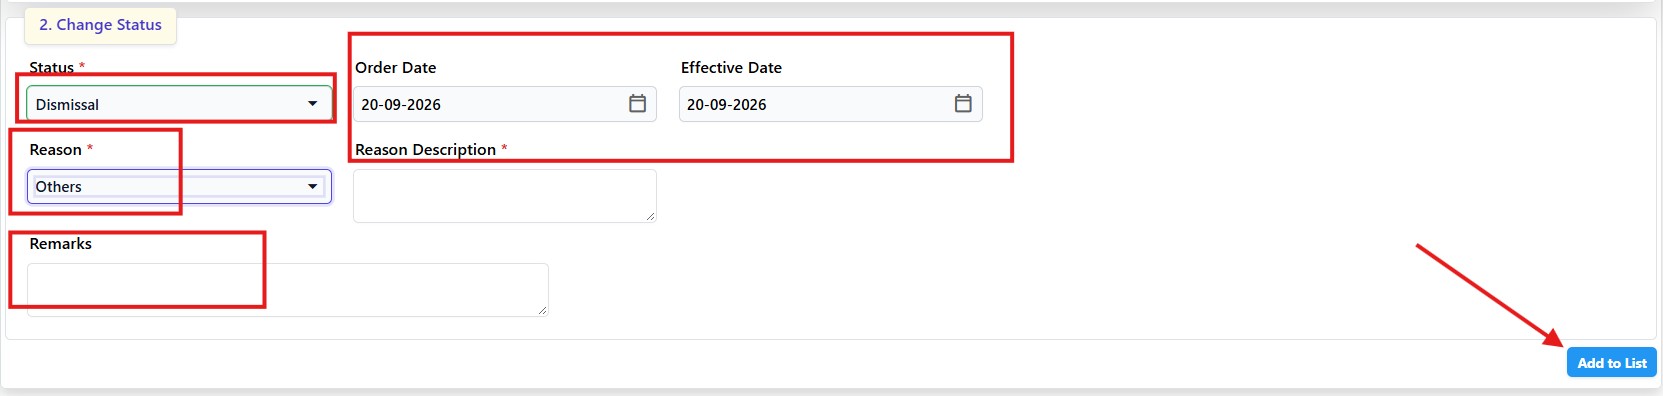 2. Change Status
Status *
Order Date
Effective Date
Dismissal
20-09-2026
20-09-2026
Reason *
Reason Description *
Others
Remarks
Add to List